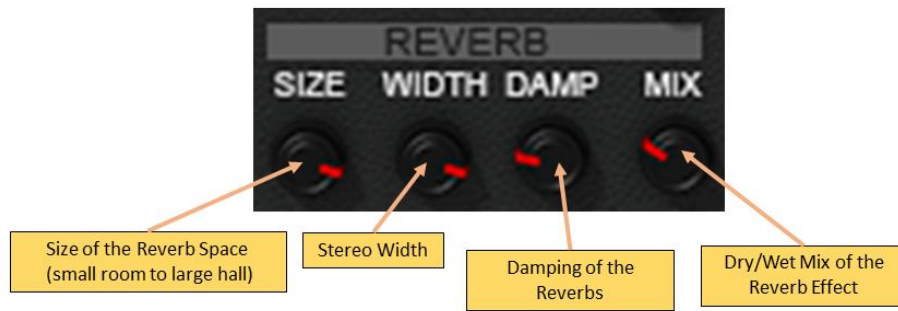 REVERB
SIZE WIDTH DAMP MIX
Size of the Reverb Space
(small room to large hall)
Stereo Width
Damping of the
Reverbs
Dry/Wet Mix of the
Reverb Effect